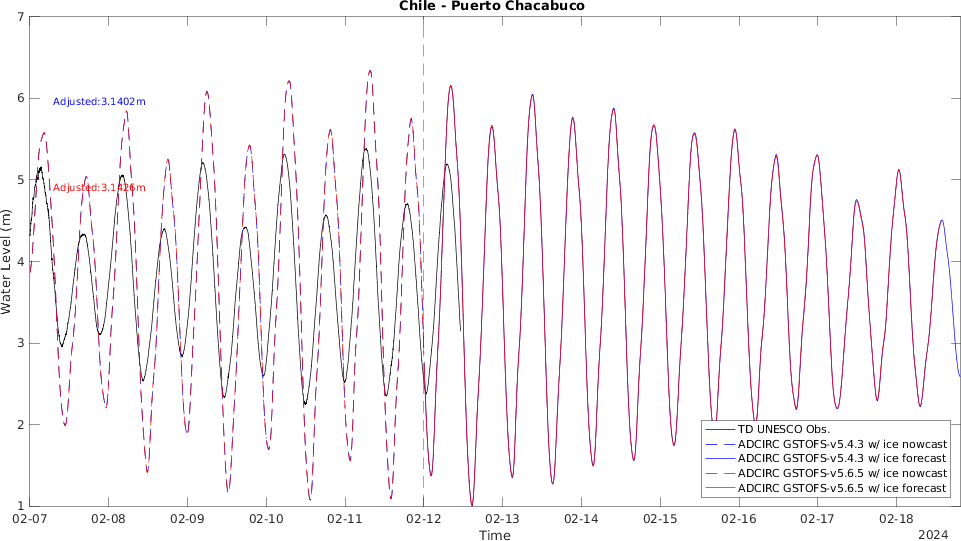 Chile - Puerto Chacabuco
7
6
5
4
3
2
1
Water Level (m)
Adjusted:3.1402m
Adjusted:3.1426m
TD UNESCO Obs.
ADCIRC GSTOFS-v5.4.3 w/ ice nowcast
ADCIRC GSTOFS-v5.4.3 w/ ice forecast
ADCIRC GSTOFS-v5.6.5 w/ ice nowcast
ADCIRC GSTOFS-v5.6.5 w/ ice forecast
02-07 02-08 02-09 02-10 02-11 02-12 02-13 02-14 02-15 02-16 02-17 02-18
Time
2024